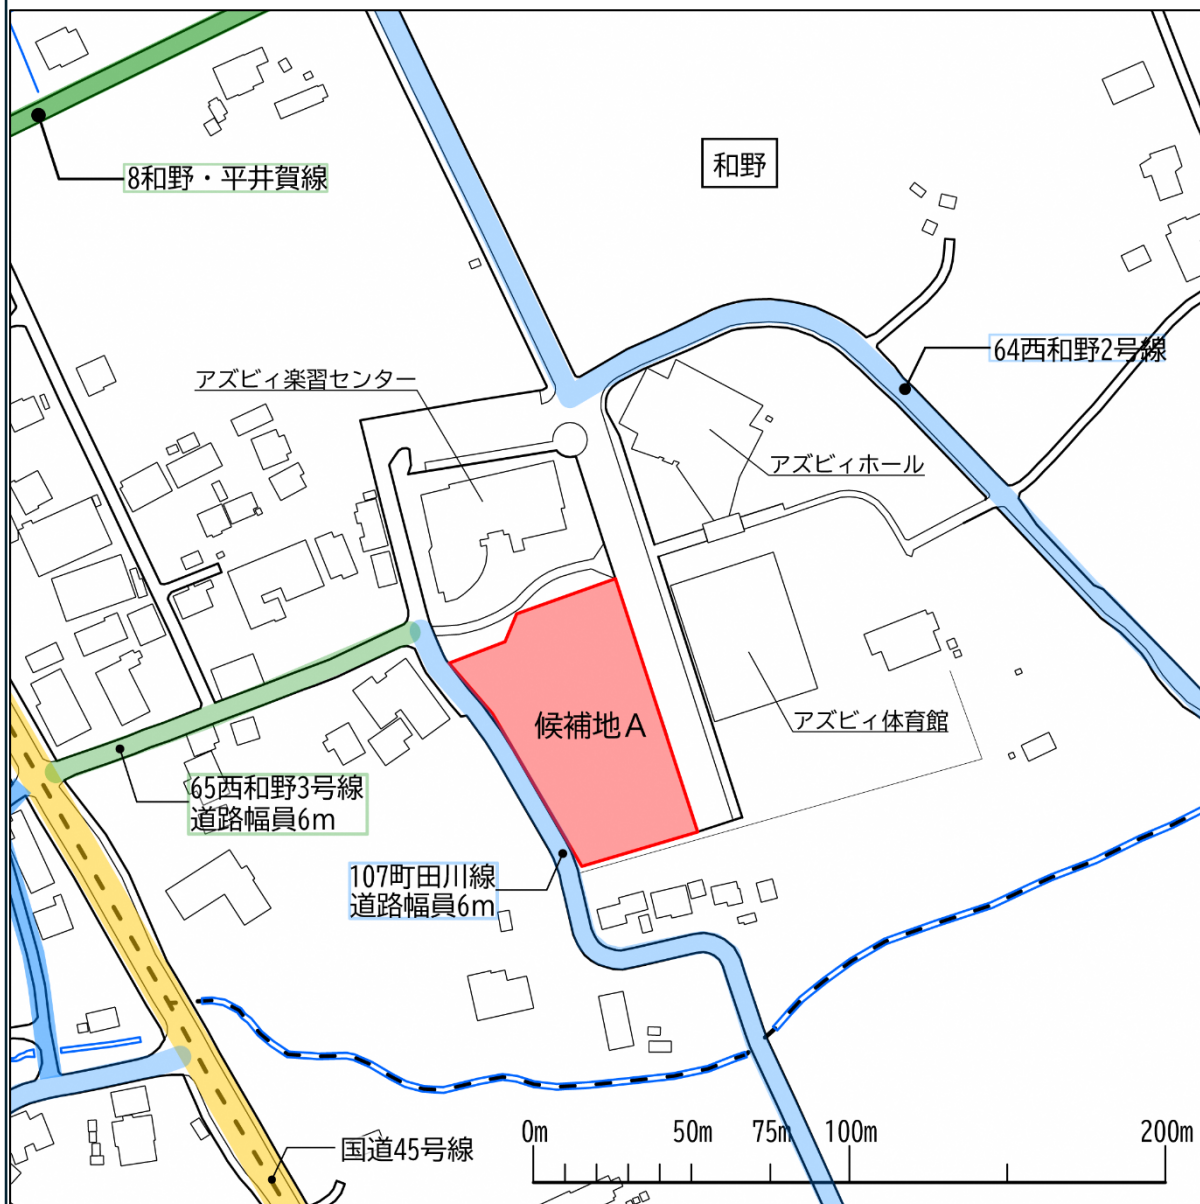 和野
8和野・平井賀線
64西和野2号線
アズビィ楽習センター
アズビィホール
候補地A
アズビィ体育館
65西和野3号線
道路幅員6m
107町田川線
道路幅員6m
国道45号線
0m 50m 75m 100m 200m